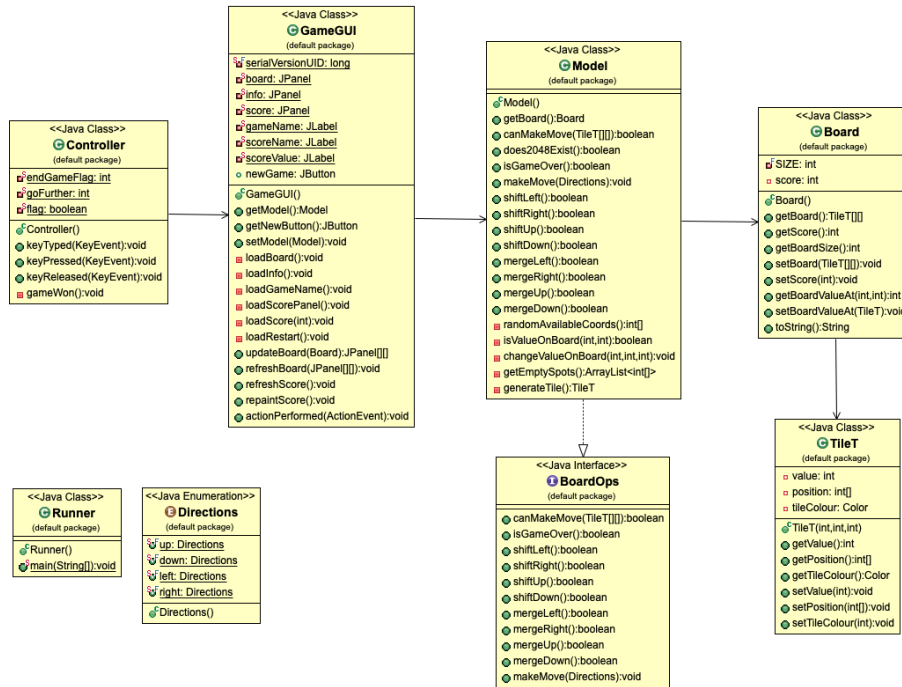 <<Java Class>>
Controller
(default package)
endGameFlag: int
goFurther: int
flag: boolean
Controller()
keyTyped(KeyEvent):void
keyPressed(KeyEvent):void
keyReleased(KeyEvent):void
gameWon():void
<<Java Class>>
GameGUI
(default package)
serialVersionUID: long
board: JPanel
info: JPanel
score: JPanel
gameName: JLabel
scoreName: JLabel
scoreValue: JLabel
newGame: JButton
GameGUI()
getModel():Model
getNewButton():JButton
setModel(Model):void
loadBoard():void
loadInfo():void
loadGameName():void
loadScorePanel():void
loadScore(int):void
loadRestart():void
updateBoard(Board):JPanel[][]
refreshBoard(JPanel[][]):void
refreshScore():void
repaintScore():void
actionPerformed(ActionEvent):void
<<Java Class>>
Model
(default package)
Model()
getBoard():Board
canMakeMove(TileT[][]):boolean
does2048Exist():boolean
isGameOver():boolean
makeMove(Directions):void
shiftLeft():boolean
shiftRight():boolean
shiftUp():boolean
shiftDown():boolean
mergeLeft():boolean
mergeRight():boolean
mergeUp():boolean
mergeDown():boolean
randomAvailableCoords():int[]
isValueOnBoard(int,int):boolean
changeValueOnBoard(int,int,int):void
getEmptySpots():ArrayList<int[]>
generateTile():TileT
<<Java Class>>
Board
(default package)
SIZE: int
score: int
Board()
getBoard():TileT[][]
getScore():int
getBoardSize():int
setBoard(TileT[][]):void
setScore(int):void
getBoardValueAt(int,int):int
setBoardValueAt(TileT):void
toString():String
<<Java Class>>
TileT
(default package)
value: int
position: int[]
tileColour: Color
TileT(int,int,int)
getValue():int
getPosition():int[]
getTileColour():Color
setValue(int):void
setPosition(int[]):void
setTileColour(int):void
<<Java Class>>
Runner
(default package)
Runner()
main(String[]):void
<<Java Enumeration>>
Directions
(default package)
up: Directions
down: Directions
left: Directions
right: Directions
Directions()
<<Java Interface>>
BoardOps
(default package)
canMakeMove(TileT[][]):boolean
isGameOver():boolean
shiftLeft():boolean
shiftRight():boolean
shiftUp():boolean
shiftDown():boolean
mergeLeft():boolean
mergeRight():boolean
mergeUp():boolean
mergeDown():boolean
makeMove(Directions):void